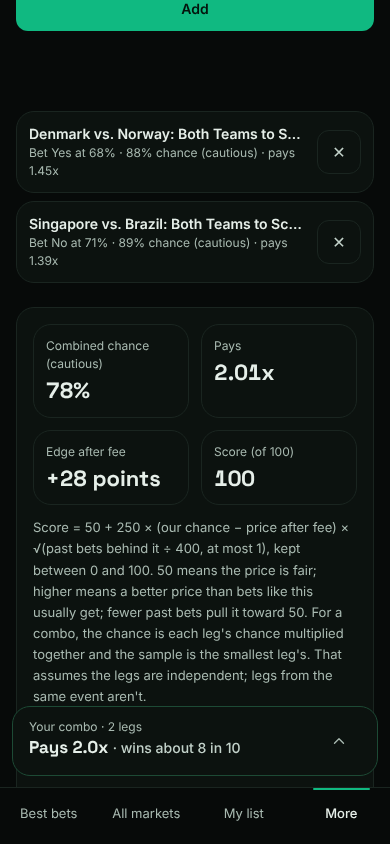 Add
Denmark vs. Norway: Both Teams to S...
Bet Yes at 68% · 88% chance (cautious) · pays
1.45x
Singapore vs. Brazil: Both Teams to Sc...
Bet No at 71% · 89% chance (cautious) · pays
1.39x
Combined chance
(cautious)
78%
Pays
2.01x
Edge after fee
+28 points
Score (of 100)
100
Score = 50 + 250 × (our chance − price after fee) ×
√(past bets behind it ÷ 400, at most 1), kept
between 0 and 100. 50 means the price is fair;
higher means a better price than bets like this
usually get; fewer past bets pull it toward 50. For a
combo, the chance is each leg's chance multiplied
together and the sample is the smallest leg's. That
assumes the legs are independent; legs from the
same event aren't.
Your combo · 2 legs
Pays 2.0x · wins about 8 in 10
Best bets
All markets
My list
More